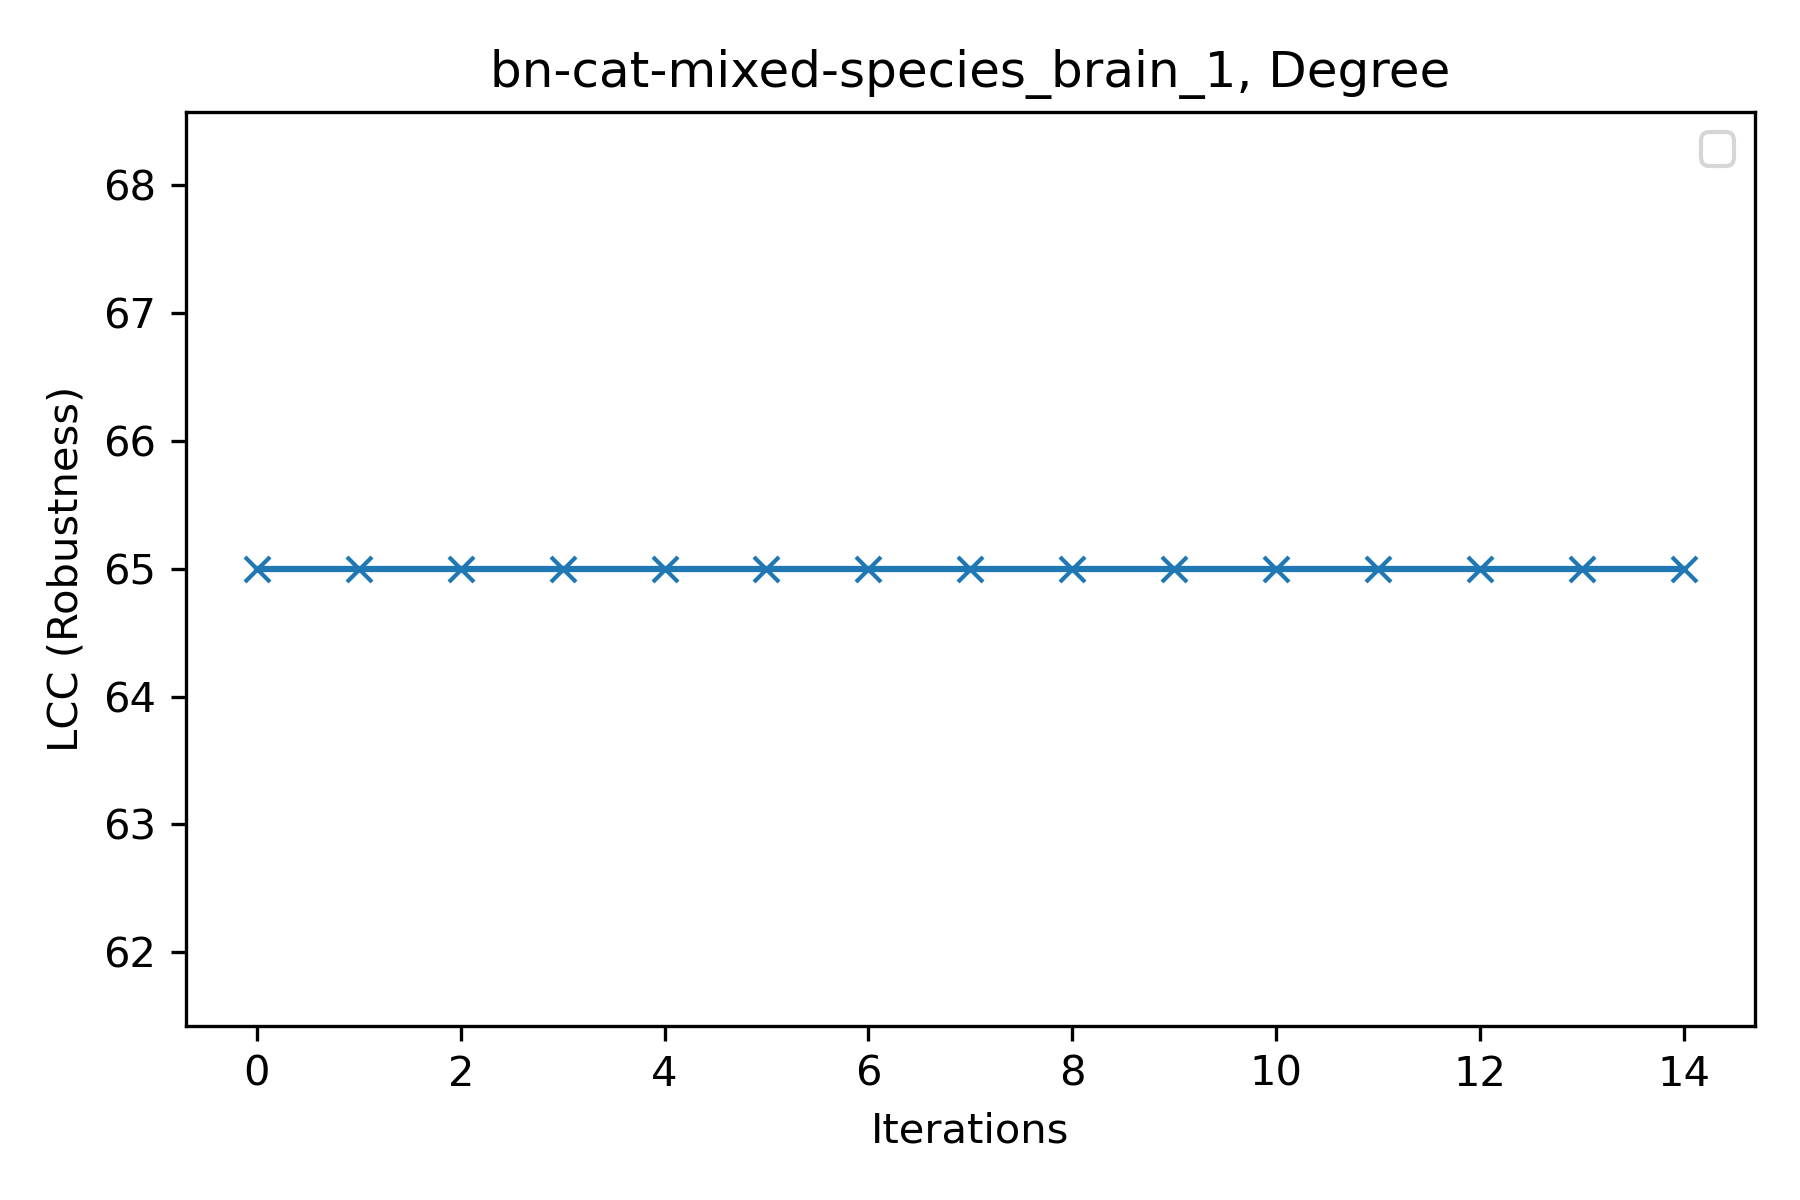 bn-cat-mixed-species_brain_1, Degree
LCC (Robustness)
68
67
66
65
64
63
62
0 2 4 6 8 10 12 14
Iterations